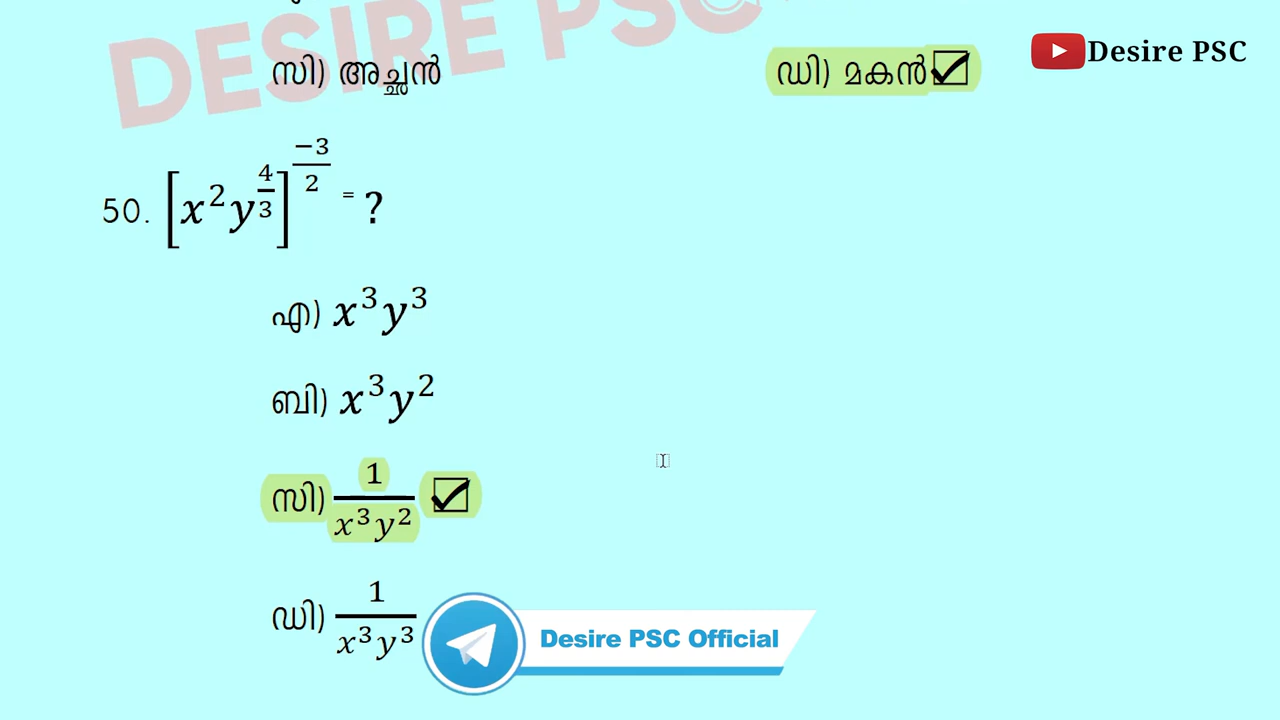 DESIRE PSC
Desire PSC
സി) അച്ഛൻ ഡി) മകൻ
50. [x²y^(4/3)]^(-3/2) = ?
എ) x³y³
ബി) x³y²
സി) 1/(x³y²)
ഡി) 1/(x³y³)
Desire PSC Official